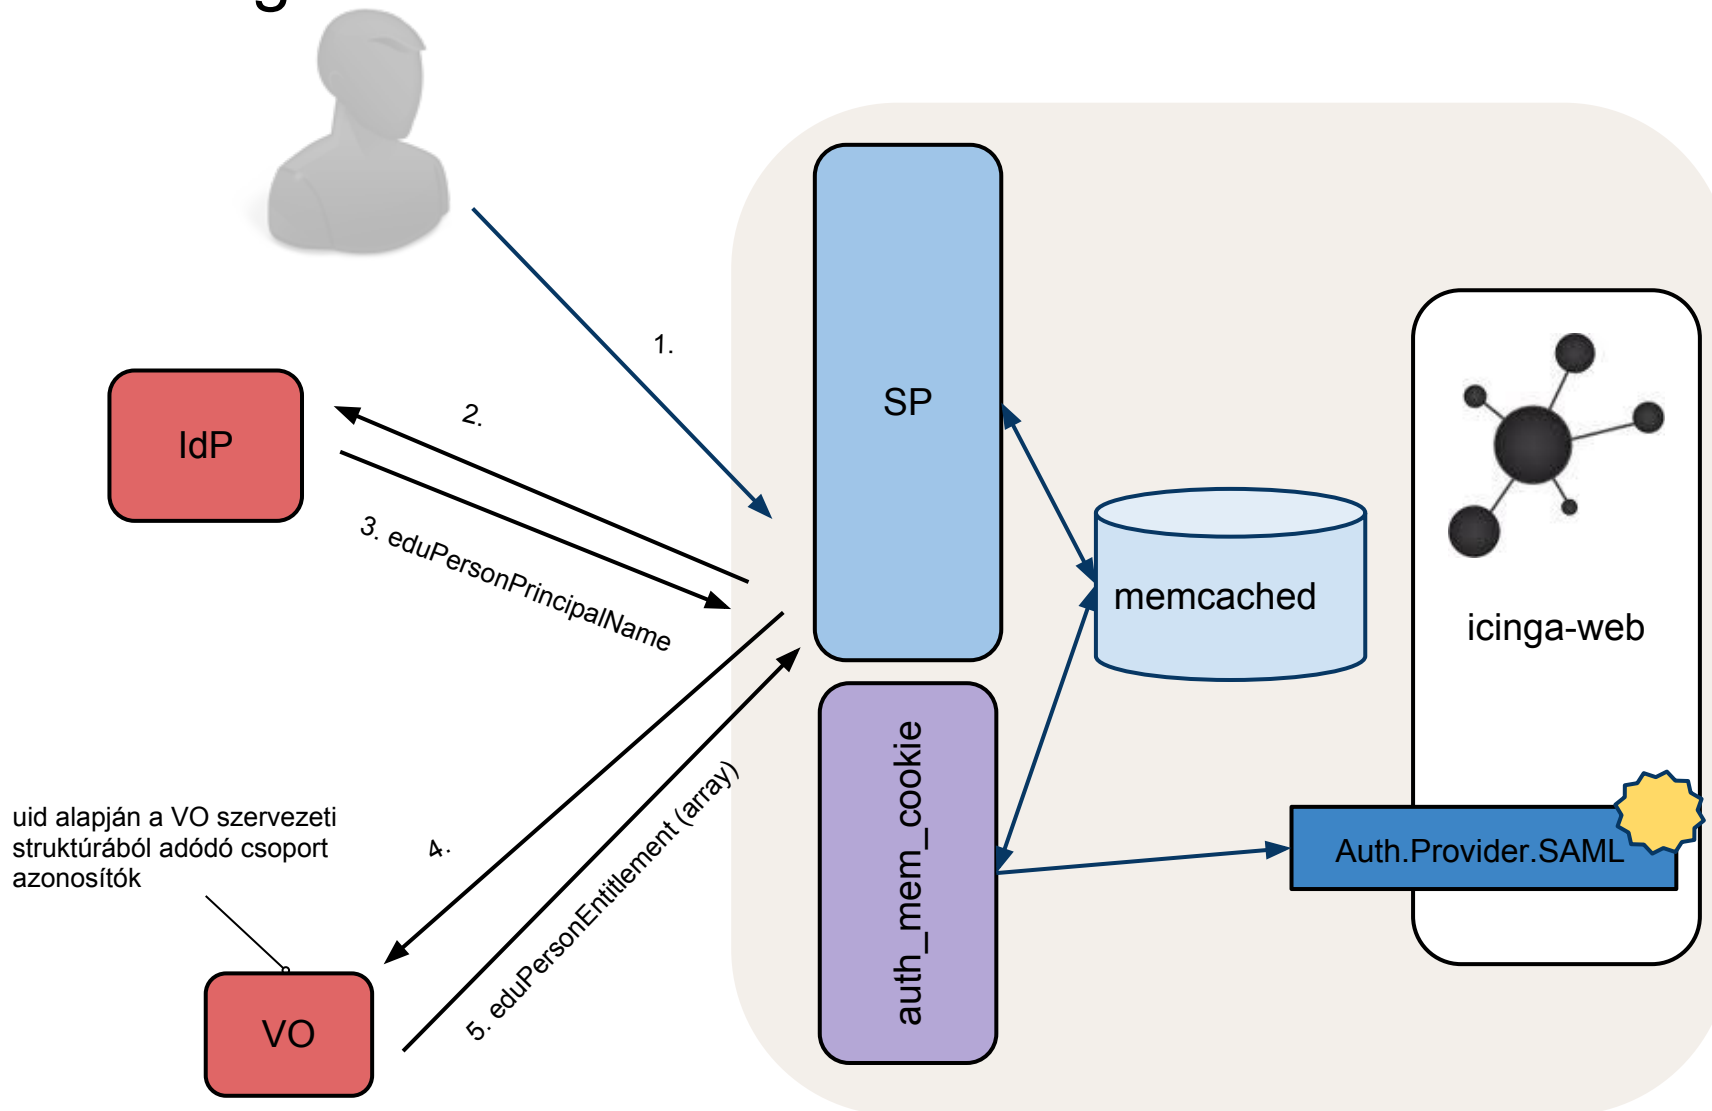 1.
SP
2.
IdP
3. eduPersonPrincipalName
memcached
icinga-web
auth_mem_cookie
Auth.Provider.SAML
4.
5. eduPersonEntitlement (array)
uid alapján a VO szervezeti
struktúrából adódó csoport
azonosítók
VO